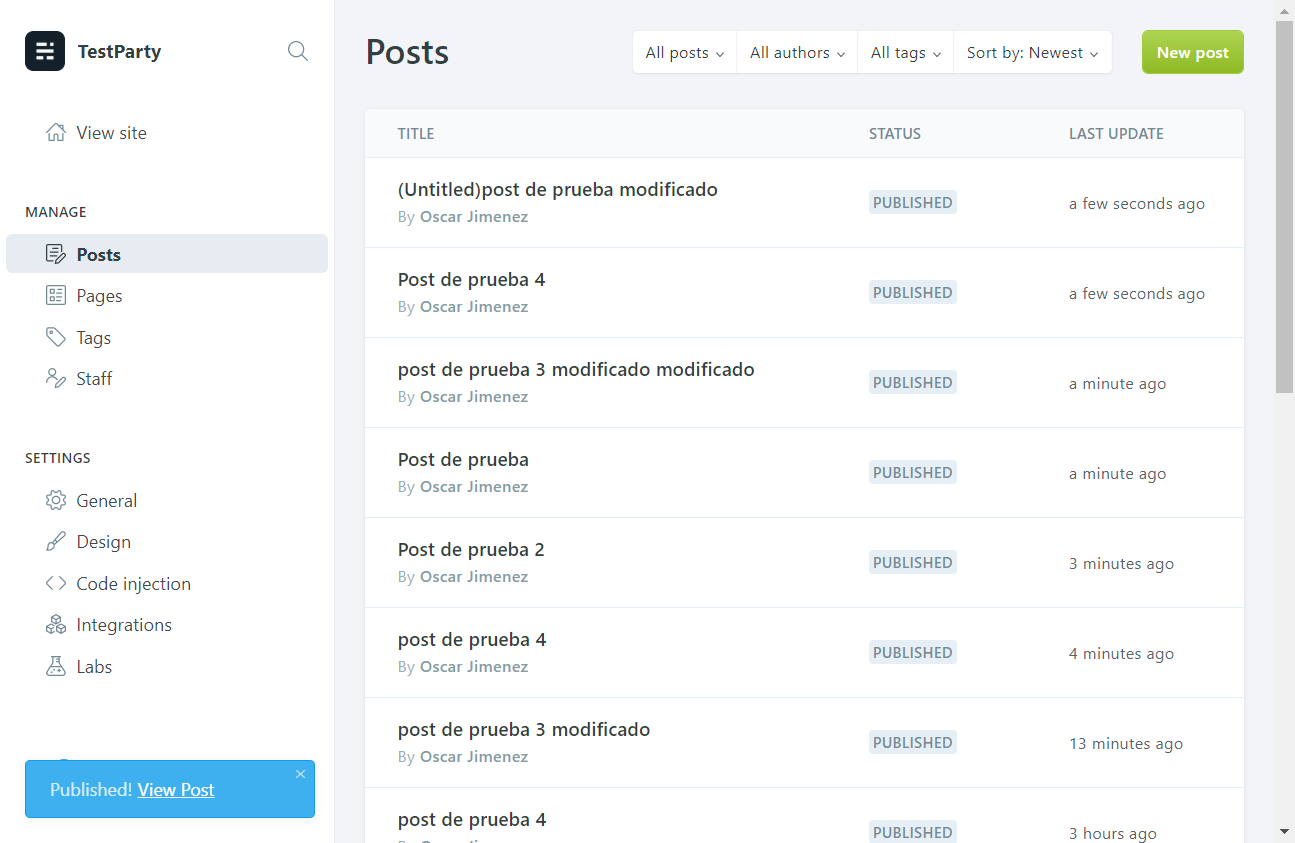 TestParty
View site
MANAGE
Posts
Pages
Tags
Staff
SETTINGS
General
Design
Code injection
Integrations
Labs
Published! View Post
Posts
All posts
All authors
All tags
Sort by: Newest
New post
TITLE STATUS LAST UPDATE
(Untitled)post de prueba modificado
By Oscar Jimenez
PUBLISHED
a few seconds ago
Post de prueba 4
By Oscar Jimenez
PUBLISHED
a few seconds ago
post de prueba 3 modificado modificado
By Oscar Jimenez
PUBLISHED
a minute ago
Post de prueba
By Oscar Jimenez
PUBLISHED
a minute ago
Post de prueba 2
By Oscar Jimenez
PUBLISHED
3 minutes ago
post de prueba 4
By Oscar Jimenez
PUBLISHED
4 minutes ago
post de prueba 3 modificado
By Oscar Jimenez
PUBLISHED
13 minutes ago
post de prueba 4
PUBLISHED
3 hours ago